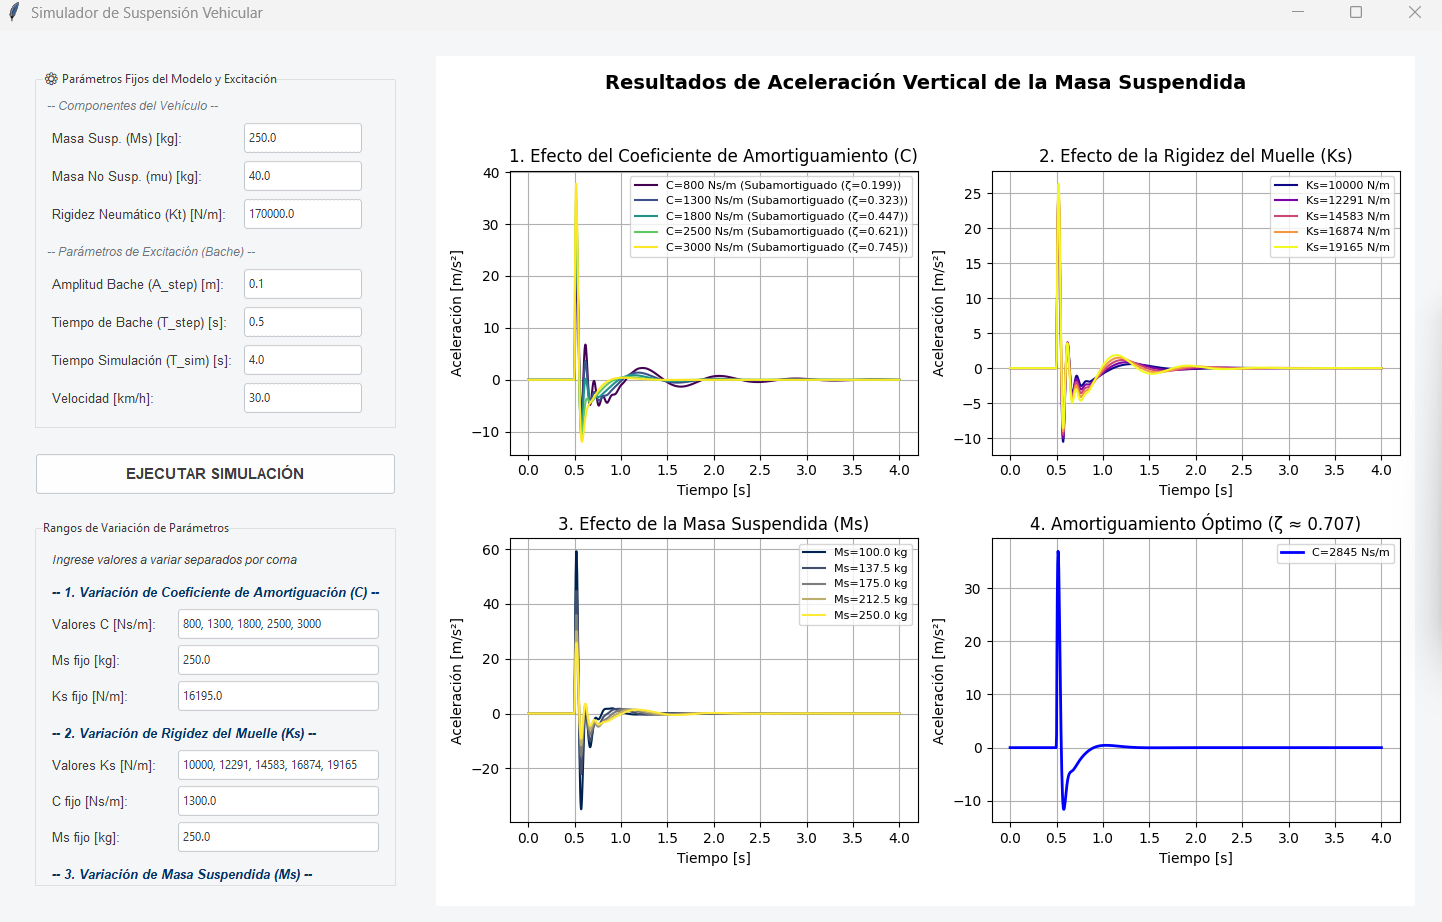 Simulador de Suspensión Vehicular
Parámetros Fijos del Modelo y Excitación
-- Componentes del Vehículo --
Masa Susp. (Ms) [kg]: 250.0
Masa No Susp. (mu) [kg]: 40.0
Rigidez Neumático (Kt) [N/m]: 170000.0
-- Parámetros de Excitación (Bache) --
Amplitud Bache (A_step) [m]: 0.1
Tiempo de Bache (T_step) [s]: 0.5
Tiempo Simulación (T_sim) [s]: 4.0
Velocidad [km/h]: 30.0
EJECUTAR SIMULACIÓN
Rangos de Variación de Parámetros
Ingrese valores a variar separados por coma
-- 1. Variación de Coeficiente de Amortiguación (C) --
Valores C [Ns/m]: 800, 1300, 1800, 2500, 3000
Ms fijo [kg]: 250.0
Ks fijo [N/m]: 16195.0
-- 2. Variación de Rigidez del Muelle (Ks) --
Valores Ks [N/m]: 10000, 12291, 14583, 16874, 19165
C fijo [Ns/m]: 1300.0
Ms fijo [kg]: 250.0
-- 3. Variación de Masa Suspendida (Ms) --
Resultados de Aceleración Vertical de la Masa Suspendida
1. Efecto del Coeficiente de Amortiguamiento (C)
C=800 Ns/m (Subamortiguado (ζ=0.199))
C=1300 Ns/m (Subamortiguado (ζ=0.323))
C=1800 Ns/m (Subamortiguado (ζ=0.447))
C=2500 Ns/m (Subamortiguado (ζ=0.621))
C=3000 Ns/m (Subamortiguado (ζ=0.745))
Aceleración [m/s²]
40
30
20
10
0
−10
0.0 0.5 1.0 1.5 2.0 2.5 3.0 3.5 4.0
Tiempo [s]
2. Efecto de la Rigidez del Muelle (Ks)
Ks=10000 N/m
Ks=12291 N/m
Ks=14583 N/m
Ks=16874 N/m
Ks=19165 N/m
Aceleración [m/s²]
25
20
15
10
5
0
−5
−10
0.0 0.5 1.0 1.5 2.0 2.5 3.0 3.5 4.0
Tiempo [s]
3. Efecto de la Masa Suspendida (Ms)
Ms=100.0 kg
Ms=137.5 kg
Ms=175.0 kg
Ms=212.5 kg
Ms=250.0 kg
Aceleración [m/s²]
60
40
20
0
−20
0.0 0.5 1.0 1.5 2.0 2.5 3.0 3.5 4.0
Tiempo [s]
4. Amortiguamiento Óptimo (ζ ≈ 0.707)
C=2845 Ns/m
Aceleración [m/s²]
30
20
10
0
−10
0.0 0.5 1.0 1.5 2.0 2.5 3.0 3.5 4.0
Tiempo [s]